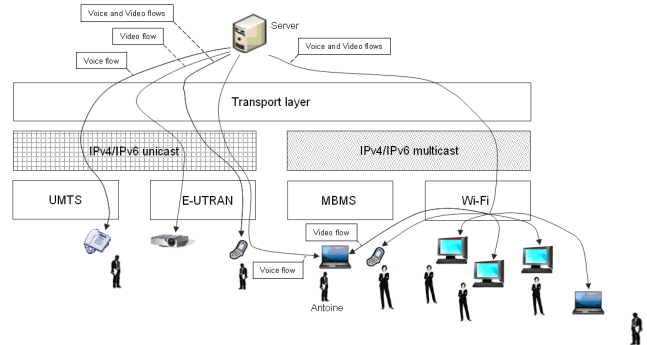 Voice and Video flows
Server
Video flow
Voice and Video flows
Voice flow
Transport layer
IPv4/IPv6 unicast
IPv4/IPv6 multicast
UMTS
E-UTRAN
MBMS
Wi-Fi
Video flow
Voice flow
Antoine